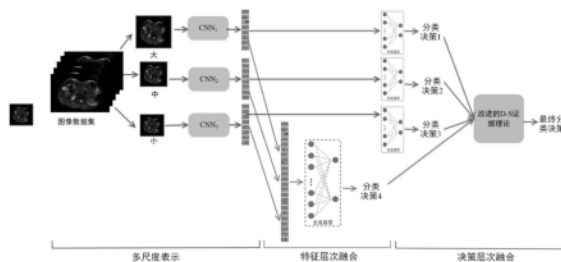 大
CNN₁
分类
决策1
中
CNN₂
分类
决策2
图像数据集
小
CNN₃
分类
决策3
改进的D-S证
据理论
最终分
类决策
分类
决策4
多尺度表示
特征层次融合
决策层次融合